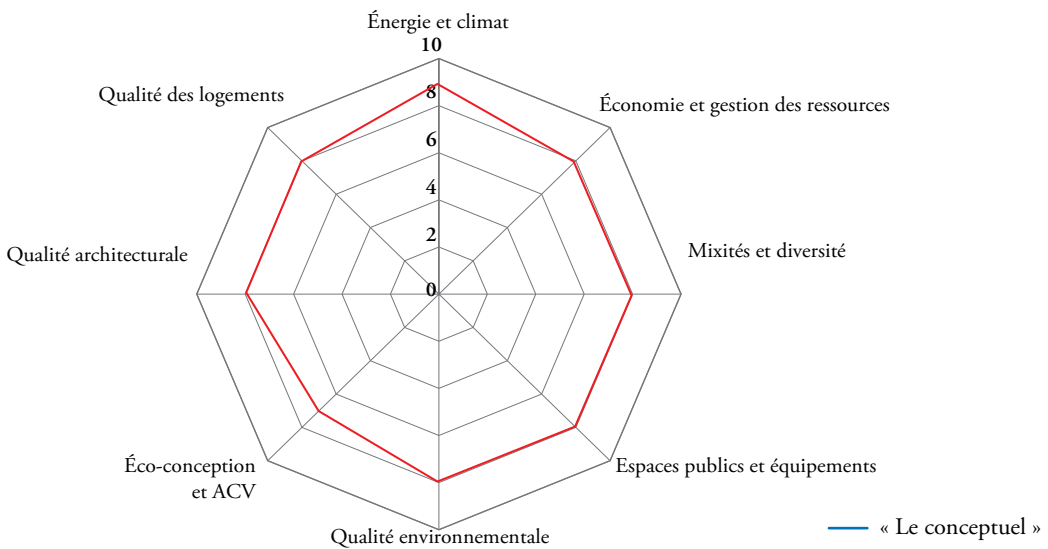 Énergie et climat
10
Qualité des logements
8
Économie et gestion des ressources
6
4
Qualité architecturale
2
Mixités et diversité
0
Éco-conception
et ACV
Espaces publics et équipements
Qualité environnementale
« Le conceptuel »